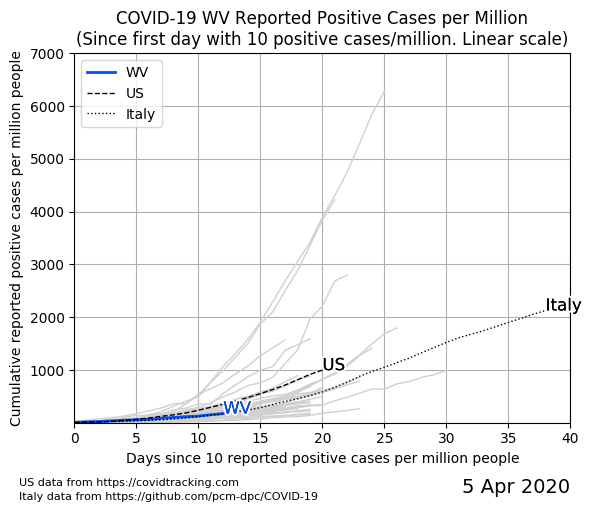 COVID-19 WV Reported Positive Cases per Million
(Since first day with 10 positive cases/million. Linear scale)
Cumulative reported positive cases per million people
7000
6000
5000
4000
3000
2000
1000
WV
US
Italy
Italy
US
WV
0
5
10
15
20
25
30
35
40
Days since 10 reported positive cases per million people
US data from https://covidtracking.com
Italy data from https://github.com/pcm-dpc/COVID-19
5 Apr 2020